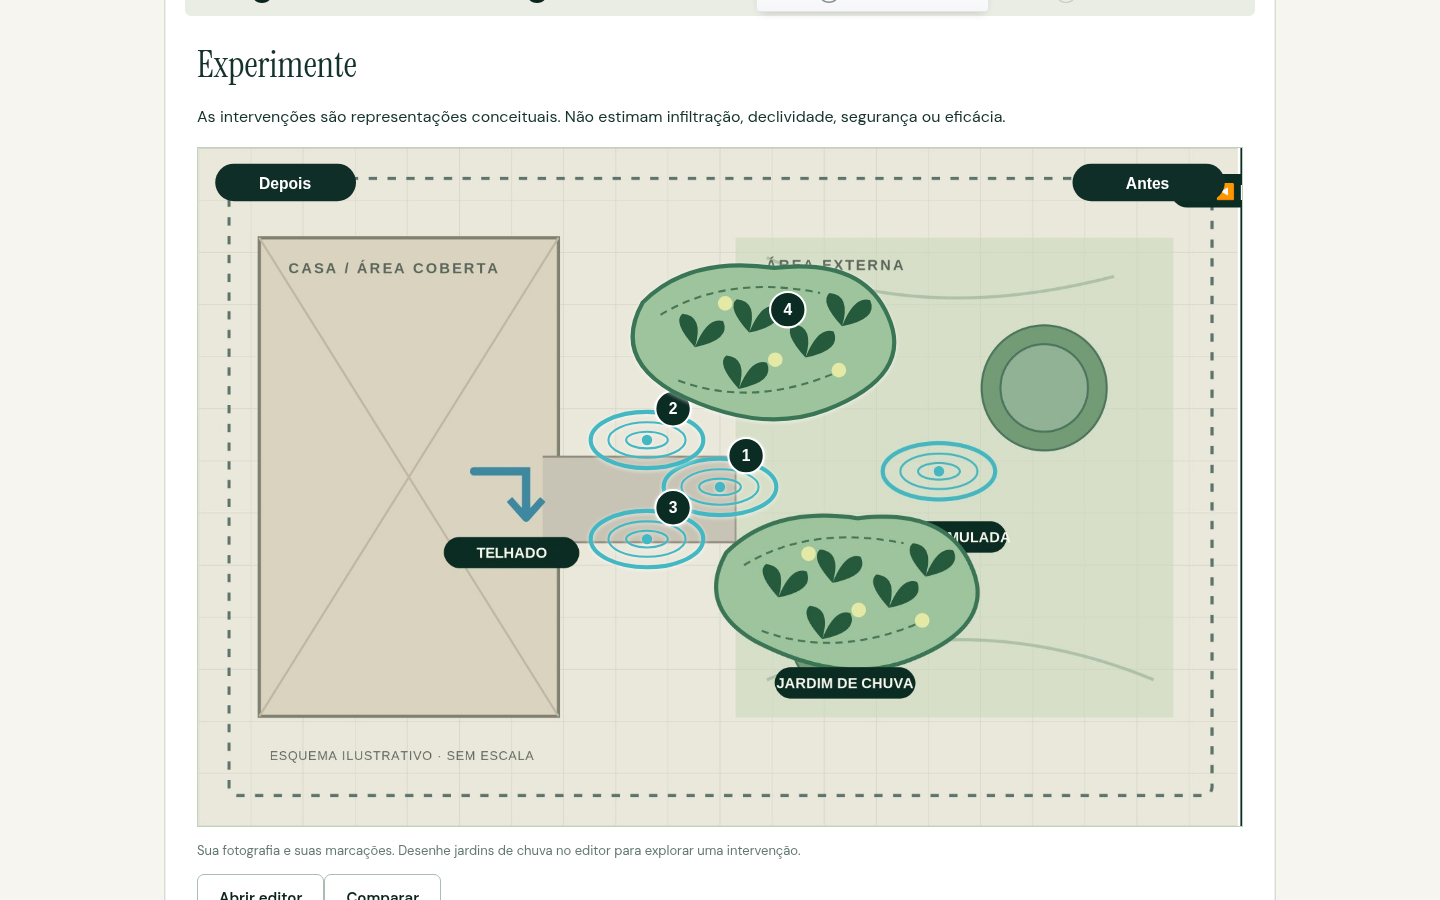 Experimente
As intervenções são representações conceituais. Não estimam infiltração, declividade, segurança ou eficácia.
Depois
Antes
CASA / ÁREA COBERTA
ÁREA EXTERNA
4
2
1
3
TELHADO
MULADA
JARDIM DE CHUVA
ESQUEMA ILUSTRATIVO · SEM ESCALA
Sua fotografia e suas marcações. Desenhe jardins de chuva no editor para explorar uma intervenção.
Abrir editor
Comparar